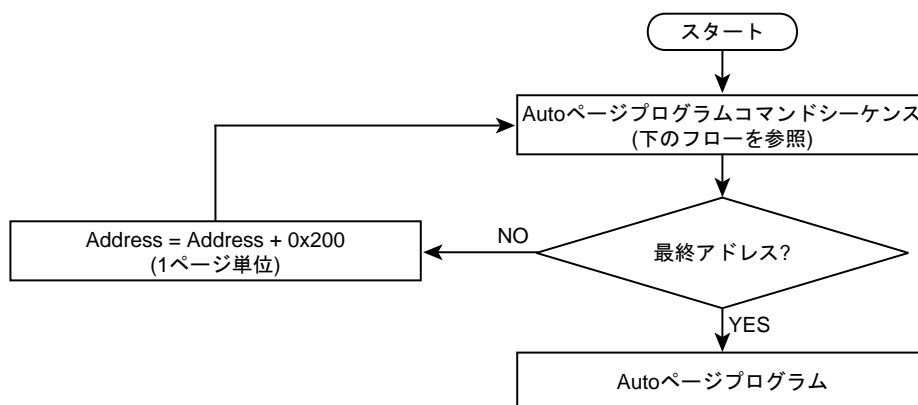 スタート
Autoページプログラムコマンドシーケンス
(下のフローを参照)
Address = Address + 0x200
(1ページ単位)
NO
最終アドレス?
YES
Autoページプログラム